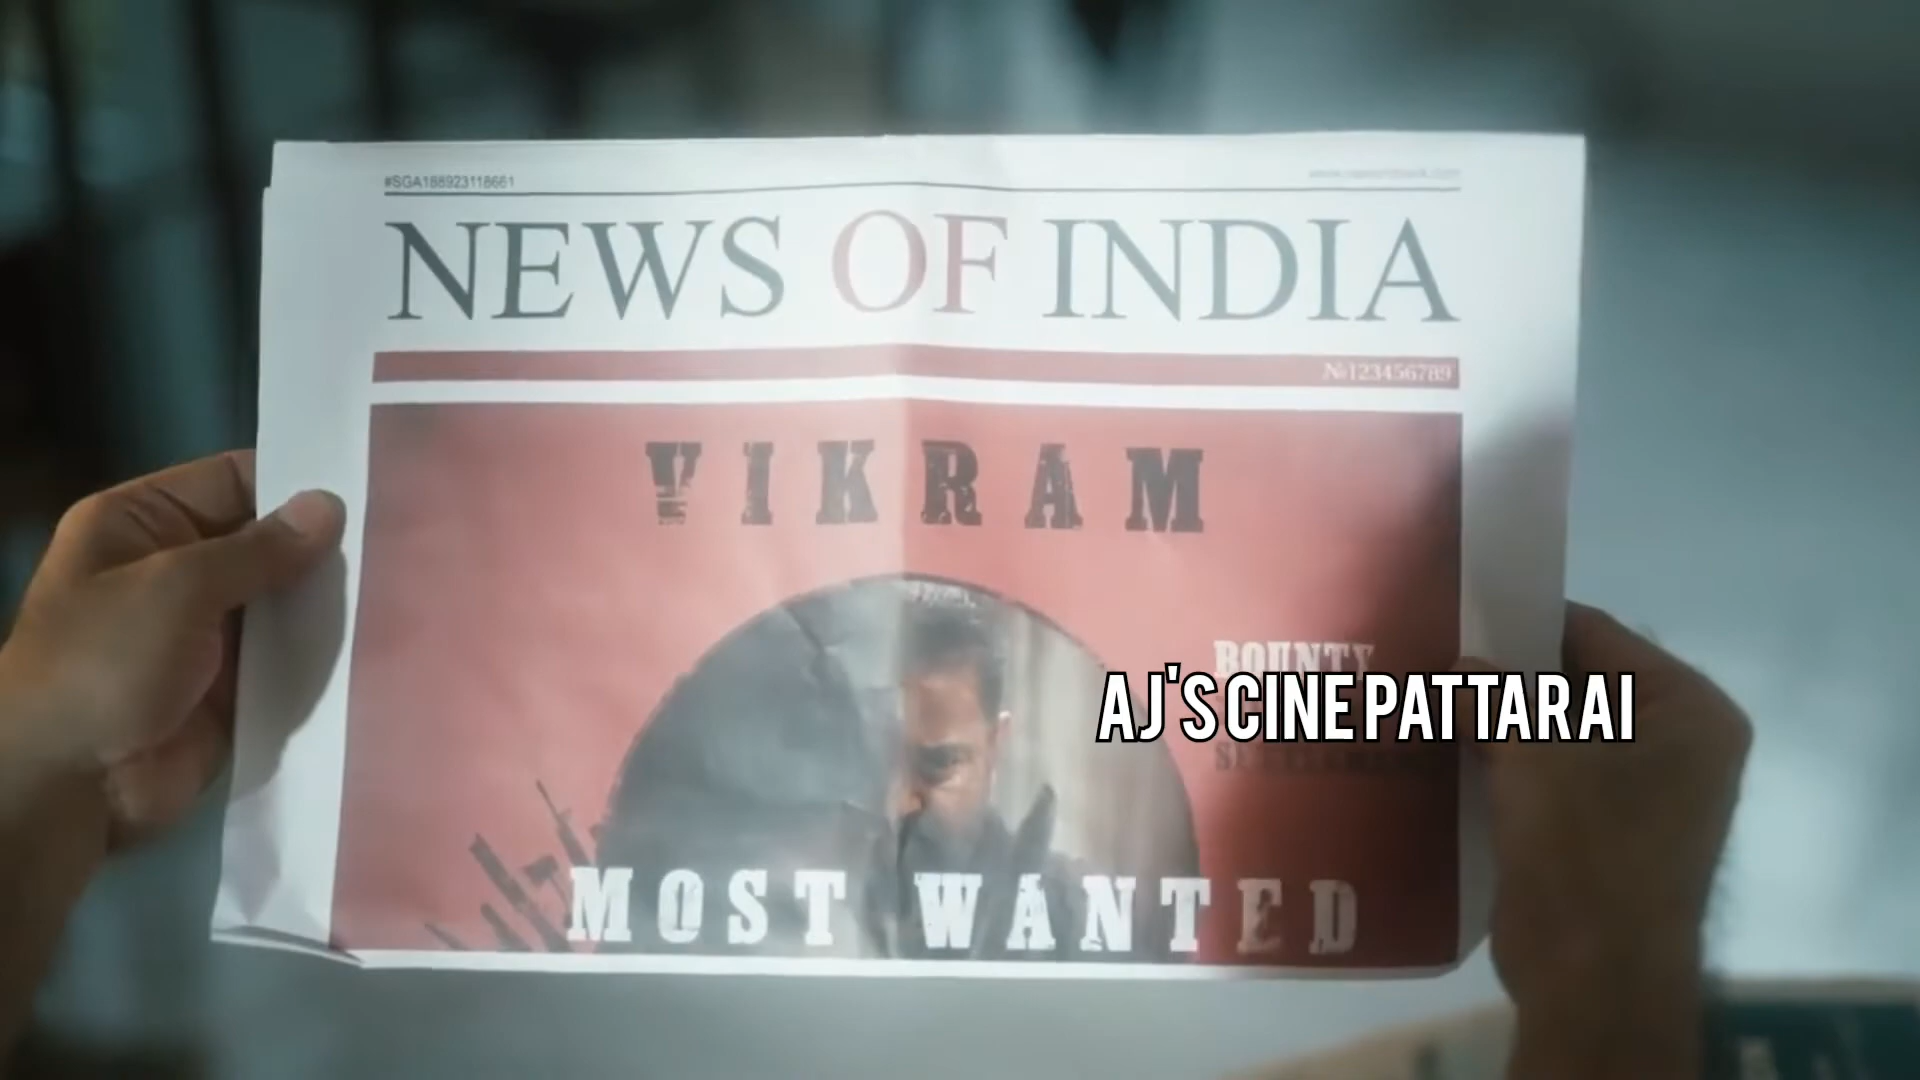 #SGA188923118661
NEWS OF INDIA
№123456789
VIKRAM
BOUNTY
AJ'S CINE PATTARAI
MOST WANTED